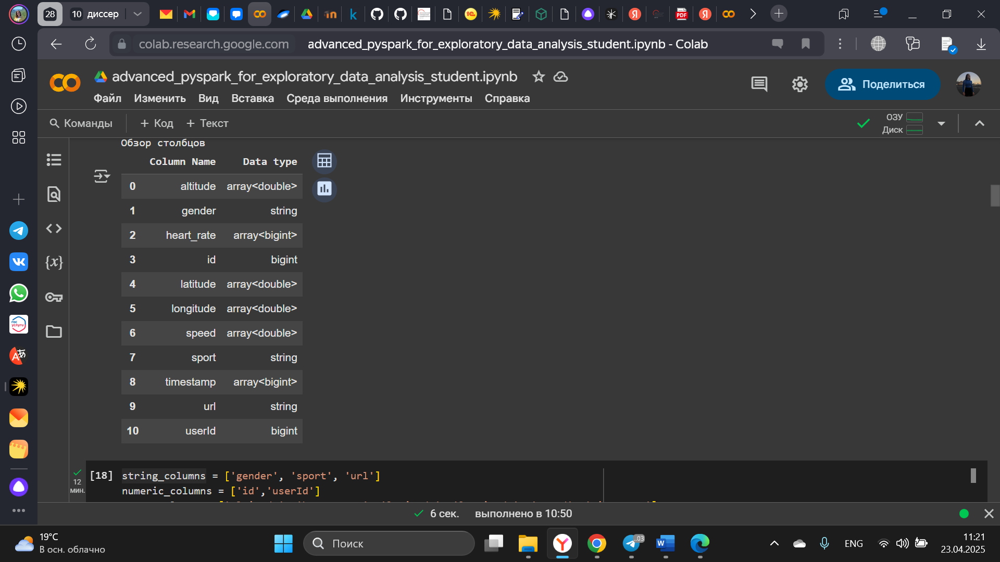 28
10 диссер
colab.research.google.com advanced_pyspark_for_exploratory_data_analysis_student.ipynb - Colab
advanced_pyspark_for_exploratory_data_analysis_student.ipynb
Поделиться
Файл Изменить Вид Вставка Среда выполнения Инструменты Справка
Команды + Код + Текст
ОЗУ
Диск
Обзор столбцов
Column Name Data type
0 altitude array<double>
1 gender string
2 heart_rate array<bigint>
3 id bigint
4 latitude array<double>
5 longitude array<double>
6 speed array<double>
7 sport string
8 timestamp array<bigint>
9 url string
10 userId bigint
12
мин.
[18] string_columns = ['gender', 'sport', 'url']
numeric_columns = ['id','userId']
6 сек. выполнено в 10:50
19°C
В осн. облачно
Поиск
ENG
11:21
23.04.2025